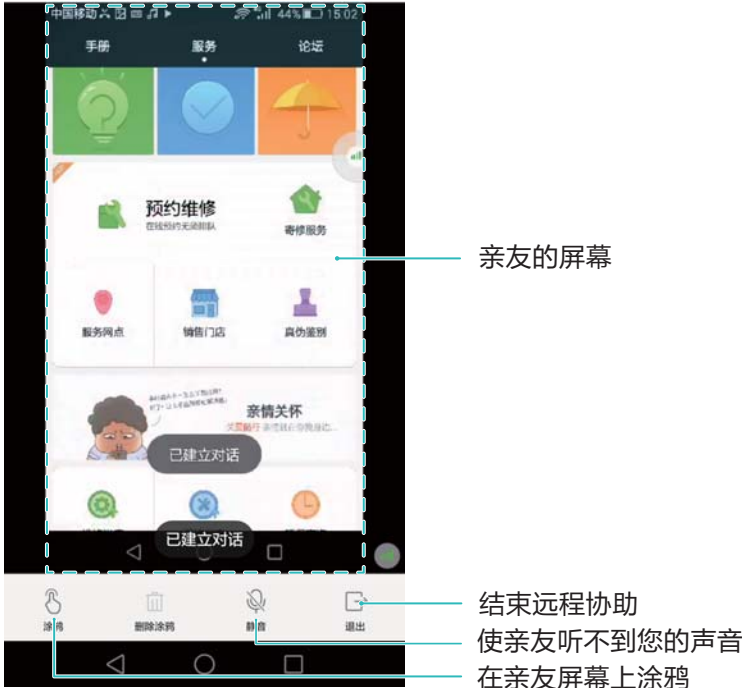 中国移动 44% 15:02
手册 服务 论坛
预约维修
在线预约无须排队
寄修服务
亲友的屏幕
服务网点 销售门店 真伪鉴别
亲情关怀
已建立对话
已建立对话
涂鸦 删除涂鸦 静音 退出
结束远程协助
使亲友听不到您的声音
在亲友屏幕上涂鸦